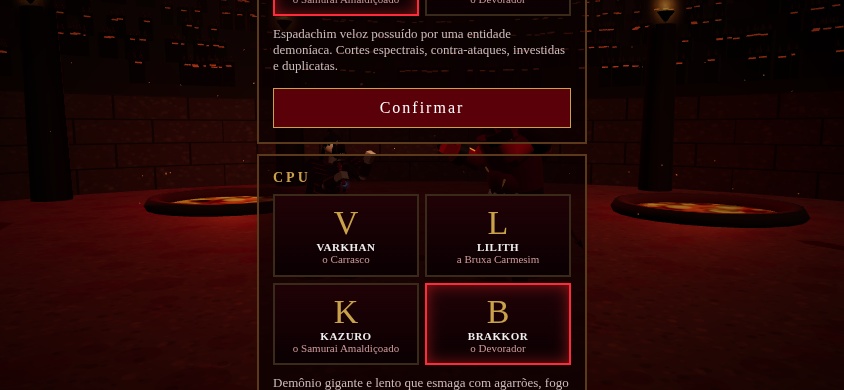 o Samurai Amaldiçoado
o Devorador
Espadachim veloz possuído por uma entidade
demoníaca. Cortes espectrais, contra-ataques, investidas
e duplicatas.
Confirmar
CPU
V
VARKHAN
o Carrasco
L
LILITH
a Bruxa Carmesim
K
KAZURO
o Samurai Amaldiçoado
B
BRAKKOR
o Devorador
Demônio gigante e lento que esmaga com agarrões, fogo